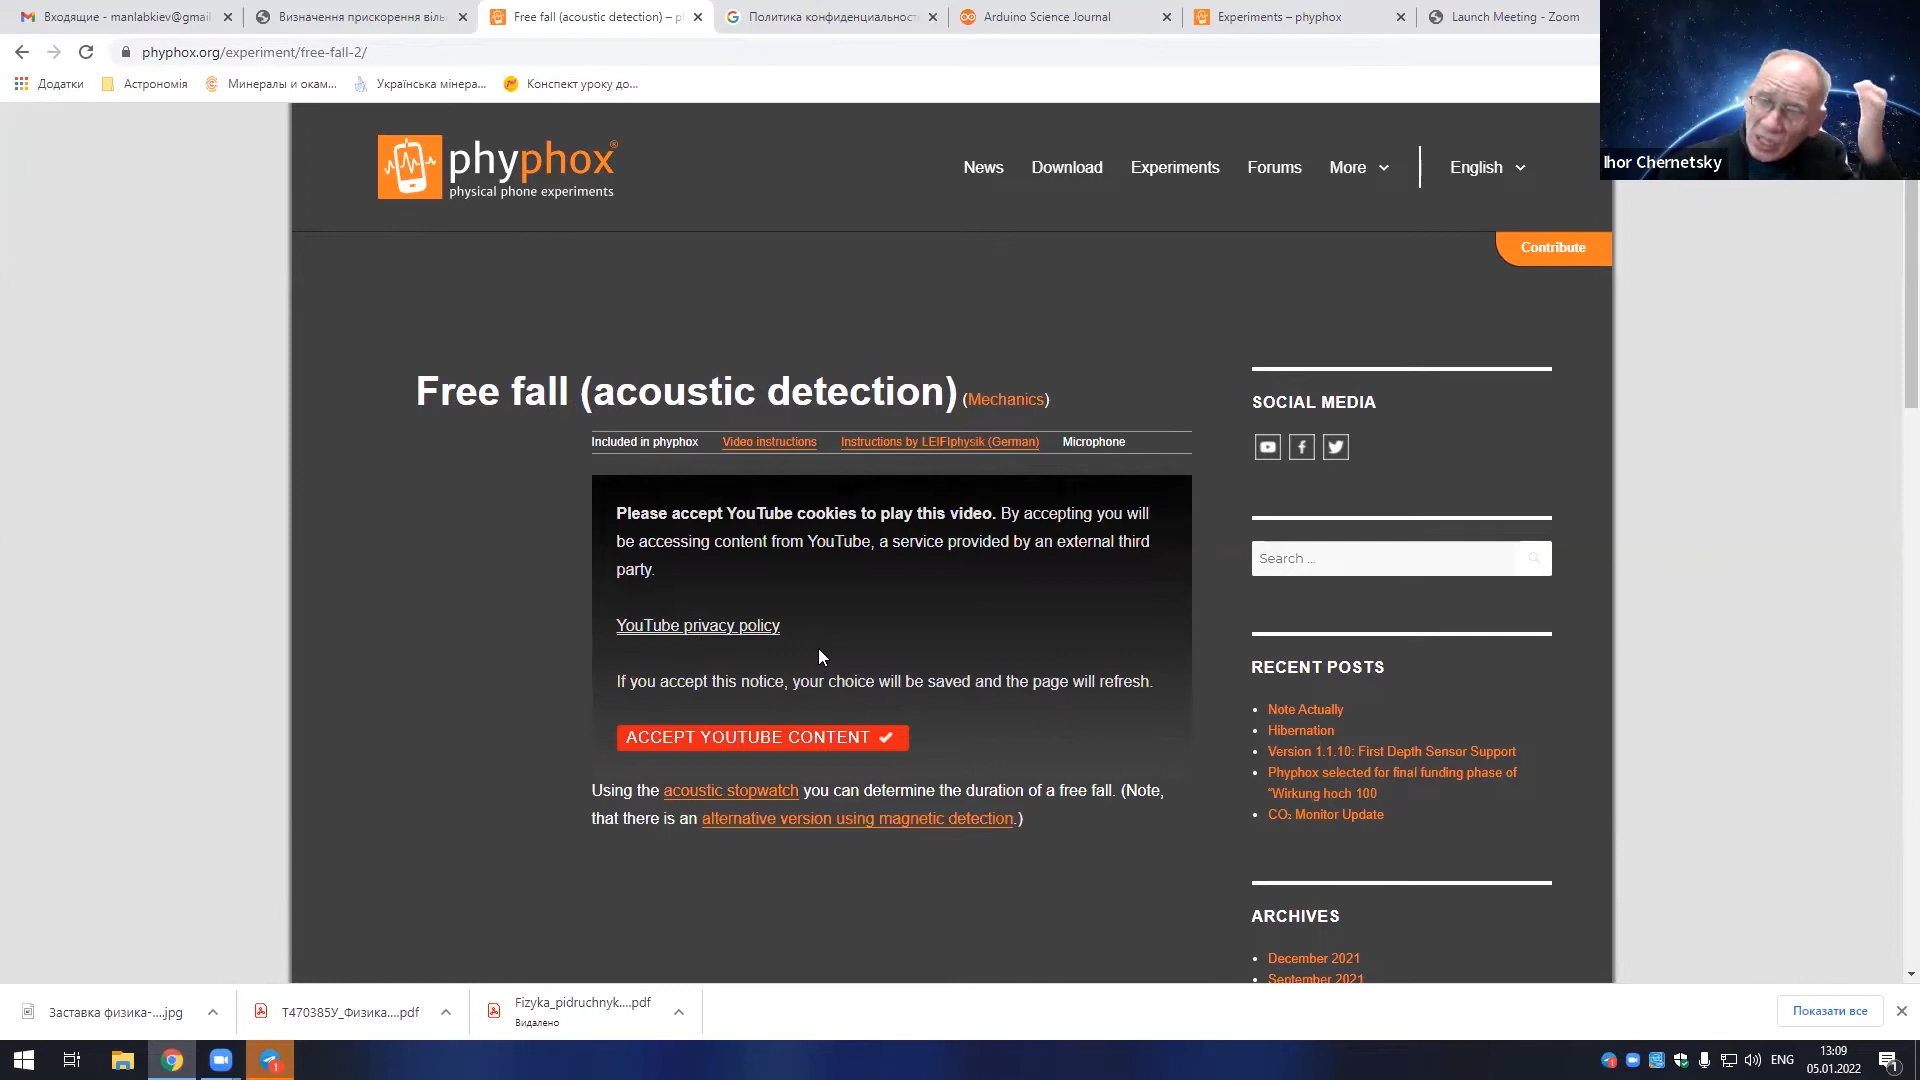 Входящие - manlabkiev@gmail
Визначення прискорення віль
Free fall (acoustic detection) – p
Политика конфиденциальност
Arduino Science Journal
Experiments – phyphox
Launch Meeting - Zoom
phyphox.org/experiment/free-fall-2/
Додатки
Астрономія
Минералы и окам...
Українська мінера...
Конспект уроку до...
Ihor Chernetsky
phyphox®
physical phone experiments
News
Download
Experiments
Forums
More
English
Contribute
Free fall (acoustic detection) (Mechanics)
Included in phyphox
Video instructions
Instructions by LEIFIphysik (German)
Microphone
Please accept YouTube cookies to play this video. By accepting you will
be accessing content from YouTube, a service provided by an external third
party.
YouTube privacy policy
If you accept this notice, your choice will be saved and the page will refresh.
ACCEPT YOUTUBE CONTENT
Using the acoustic stopwatch you can determine the duration of a free fall. (Note,
that there is an alternative version using magnetic detection.)
SOCIAL MEDIA
Search ...
RECENT POSTS
Note Actually
Hibernation
Version 1.1.10: First Depth Sensor Support
Phyphox selected for final funding phase of
“Wirkung hoch 100
CO₂ Monitor Update
ARCHIVES
December 2021
September 2021
Заставка физика-....jpg
T470385У_Физика....pdf
Fizyka_pidruchnyk....pdf
Видалено
Показати все
1
ENG
13:09
05.01.2022
1